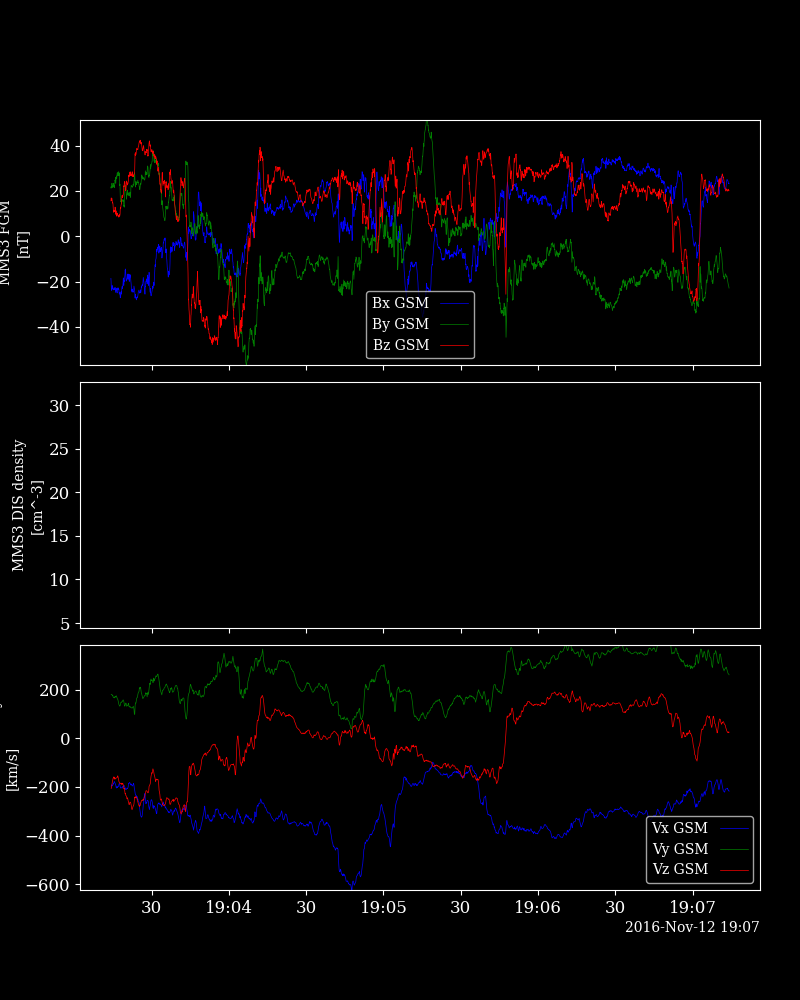 40
20
0
−20
−40
MMS3 FGM
[nT]
Bx GSM
By GSM
Bz GSM
30
25
20
15
10
5
MMS3 DIS density
[cm^-3]
200
0
−200
−400
−600
[km/s]
Vx GSM
Vy GSM
Vz GSM
30 19:04 30 19:05 30 19:06 30 19:07
2016-Nov-12 19:07